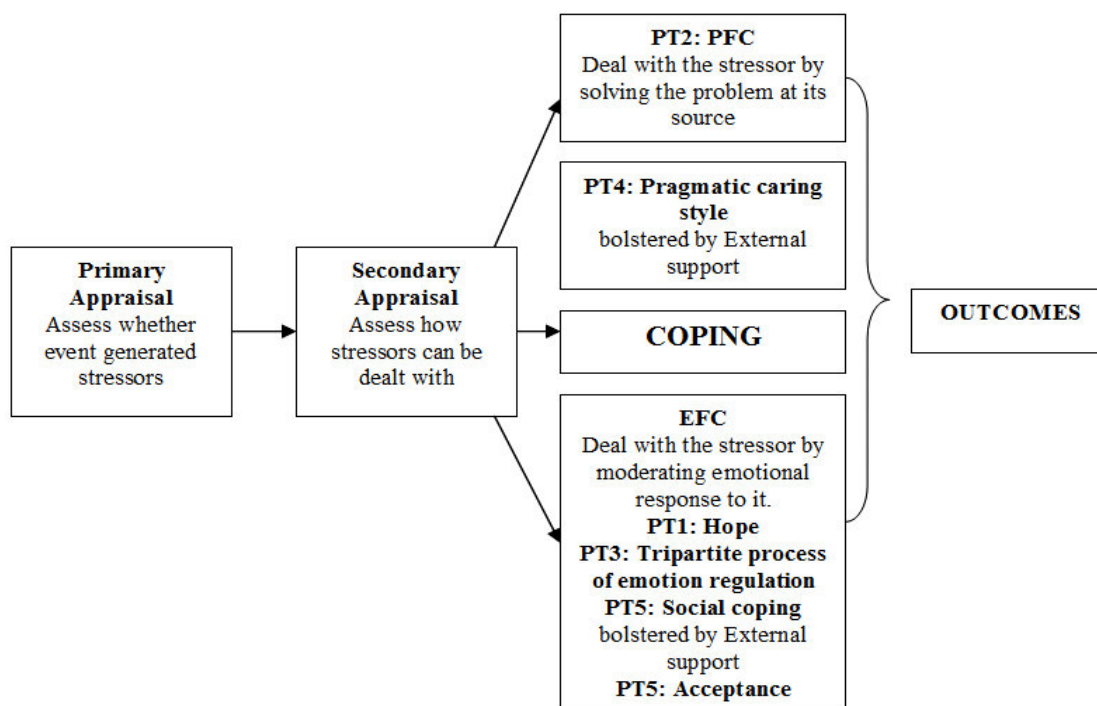 Primary
Appraisal
Assess whether
event generated
stressors
Secondary
Appraisal
Assess how
stressors can be
dealt with
PT2: PFC
Deal with the stressor by
solving the problem at its
source
PT4: Pragmatic caring
style
bolstered by External
support
COPING
EFC
Deal with the stressor by
moderating emotional
response to it.
PT1: Hope
PT3: Tripartite process
of emotion regulation
PT5: Social coping
bolstered by External
support
PT5: Acceptance
OUTCOMES